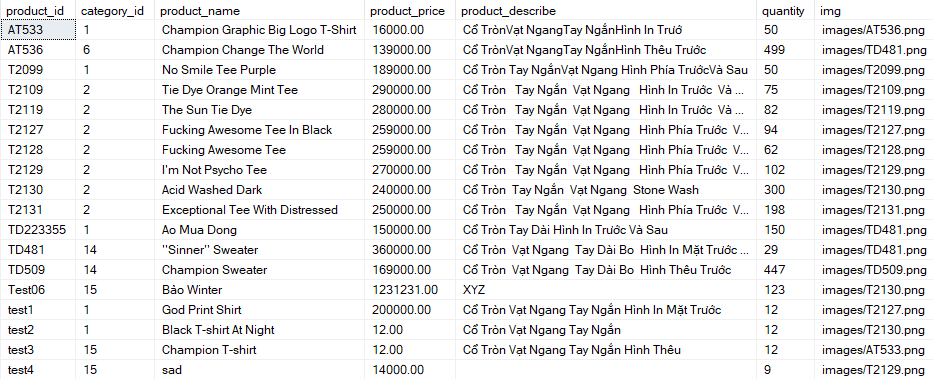 product_id category_id product_name product_price product_describe quantity img
AT533 1 Champion Graphic Big Logo T-Shirt 16000.00 Cổ TrònVạt NgangTay NgắnHình In Trướ 50 images/AT536.png
AT536 6 Champion Change The World 139000.00 Cổ TrònVạt NgangTay NgắnHình Thêu Trước 499 images/TD481.png
T2099 1 No Smile Tee Purple 189000.00 Cổ Tròn Tay NgắnVạt Ngang Hình Phía TrướcVà Sau 50 images/T2099.png
T2109 2 Tie Dye Orange Mint Tee 290000.00 Cổ Tròn Tay Ngắn Vạt Ngang Hình In Trước Và ... 75 images/T2109.png
T2119 2 The Sun Tie Dye 280000.00 Cổ Tròn Tay Ngắn Vạt Ngang Hình In Trước Và ... 82 images/T2119.png
T2127 2 Fucking Awesome Tee In Black 259000.00 Cổ Tròn Tay Ngắn Vạt Ngang Hình Phía Trước V... 94 images/T2127.png
T2128 2 Fucking Awesome Tee 259000.00 Cổ Tròn Tay Ngắn Vạt Ngang Hình Phía Trước V... 62 images/T2128.png
T2129 2 I'm Not Psycho Tee 270000.00 Cổ Tròn Tay Ngắn Vạt Ngang Hình Phía Trước V... 102 images/T2129.png
T2130 2 Acid Washed Dark 240000.00 Cổ Tròn Tay Ngắn Vạt Ngang Stone Wash 300 images/T2130.png
T2131 2 Exceptional Tee With Distressed 250000.00 Cổ Tròn Tay Ngắn Vạt Ngang Hình Phía Trước V... 198 images/T2131.png
TD223355 1 Ao Mua Dong 150000.00 Cổ Tròn Tay Dài Hình In Trước Và Sau 150 images/TD481.png
TD481 14 "Sinner" Sweater 360000.00 Cổ Tròn Vạt Ngang Tay Dài Bo Hình In Mặt Trước ... 29 images/TD481.png
TD509 14 Champion Sweater 169000.00 Cổ Tròn Vạt Ngang Tay Dài Bo Hình Thêu Trước 447 images/TD509.png
Test06 15 Bảo Winter 1231231.00 XYZ 123 images/T2130.png
test1 1 God Print Shirt 200000.00 Cổ Tròn Vạt Ngang Tay Ngắn Hình In Mặt Trước 12 images/T2127.png
test2 1 Black T-shirt At Night 12.00 Cổ Tròn Vạt Ngang Tay Ngắn 12 images/T2130.png
test3 15 Champion T-shirt 12.00 Cổ Tròn Vạt Ngang Tay Ngắn Hình Thêu 12 images/AT533.png
test4 15 sad 14000.00 9 images/T2129.png